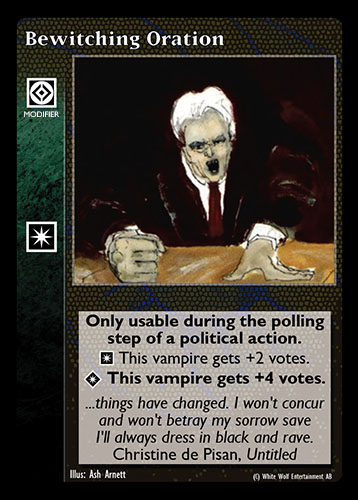 Bewitching Oration
MODIFIER
Only usable during the polling
step of a political action.
This vampire gets +2 votes.
This vampire gets +4 votes.
...things have changed. I won't concur
and won't betray my sorrow save
I'll always dress in black and rave.
Christine de Pisan, Untitled
Illus: Ash Arnett
(C) White Wolf Entertainment AB